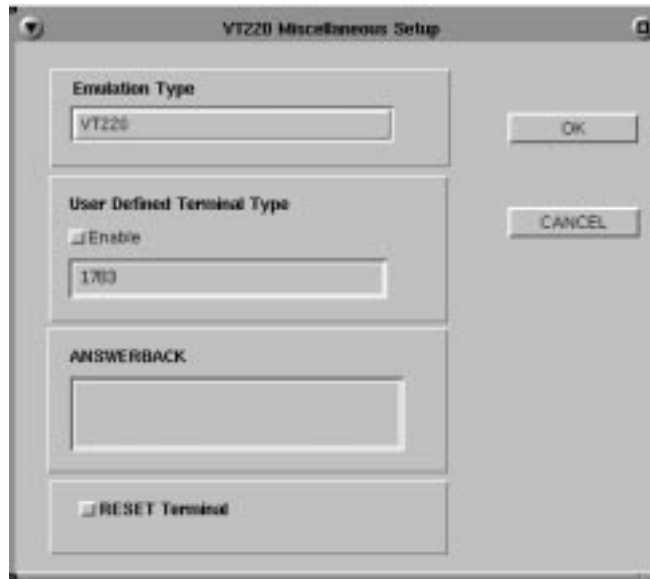 VT220 Miscellaneous Setup
Emulation Type
VT220
OK
User Defined Terminal Type
Enable
CANCEL
1783
ANSWERBACK
RESET Terminal